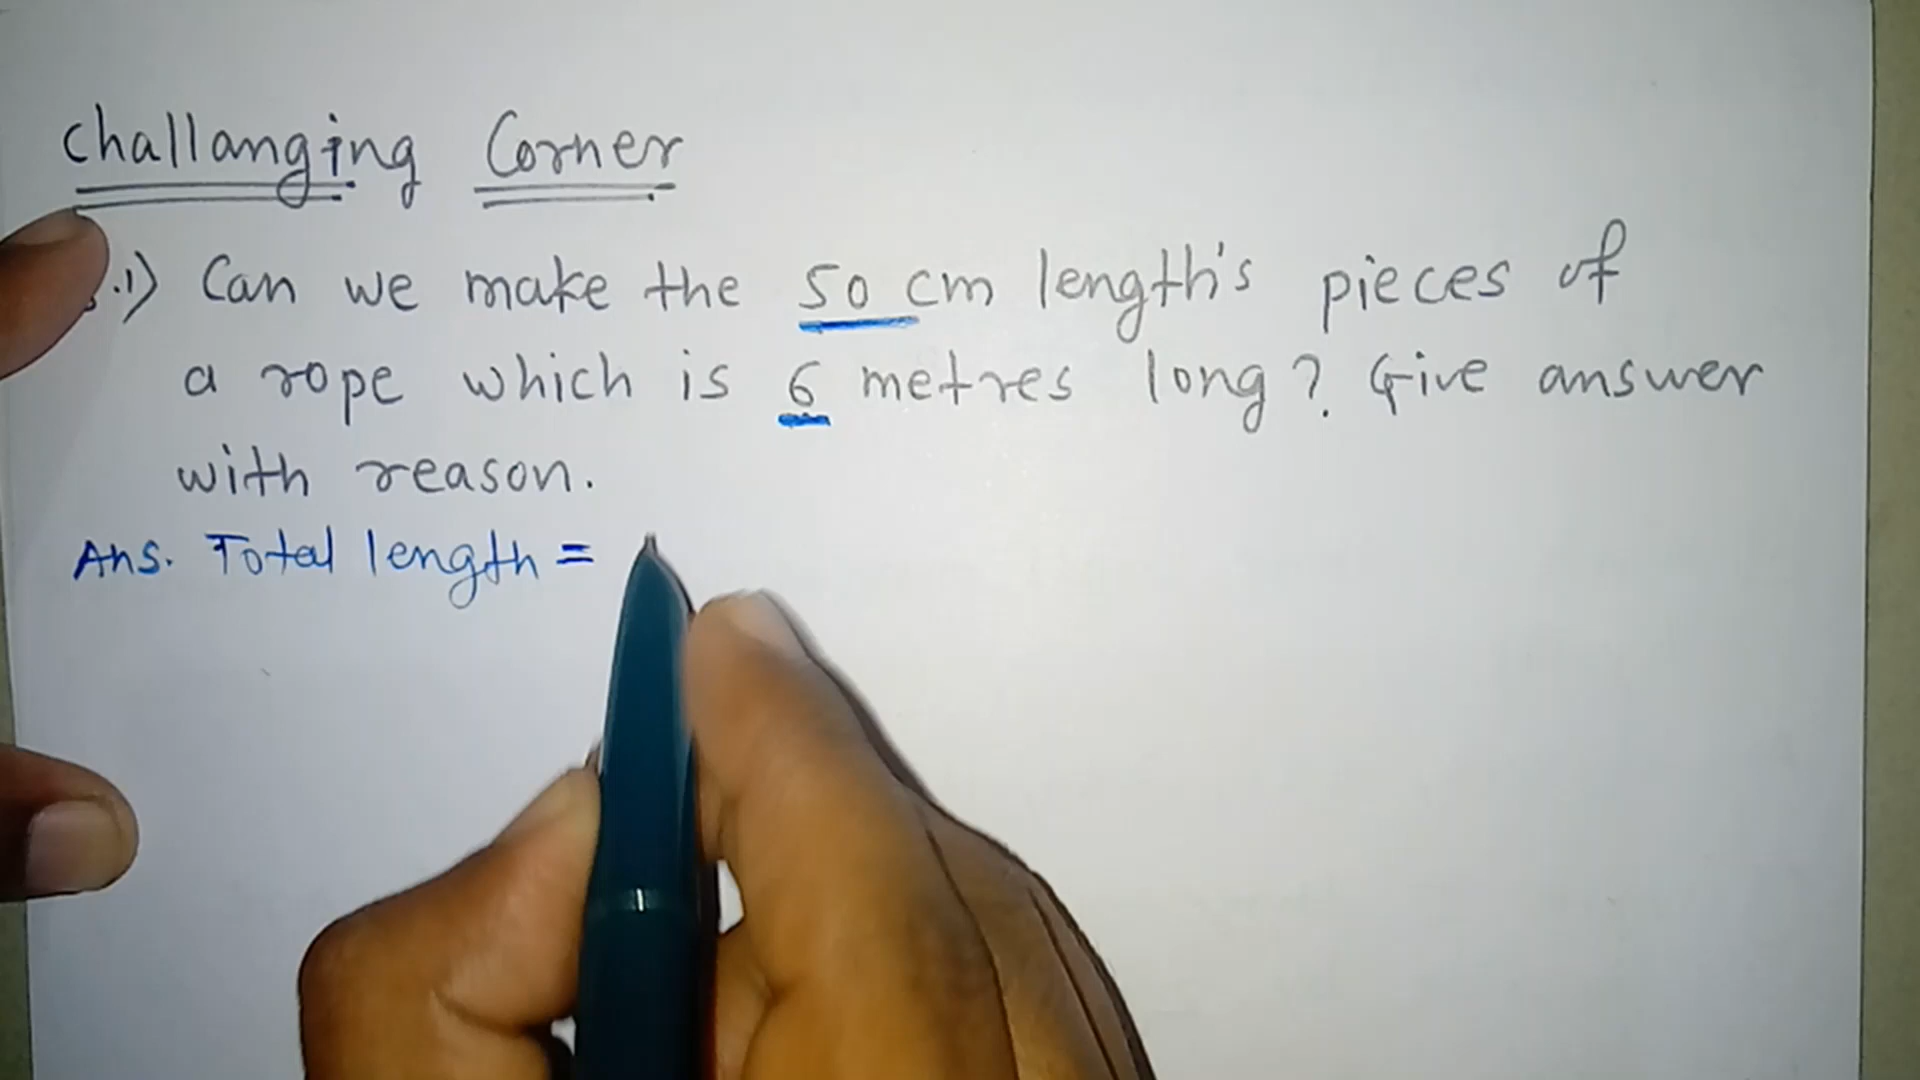 Challanging Corner
.1) Can we make the 50 cm length's pieces of
a rope which is 6 metres long? Give answer
with reason.
Ans. Total length =